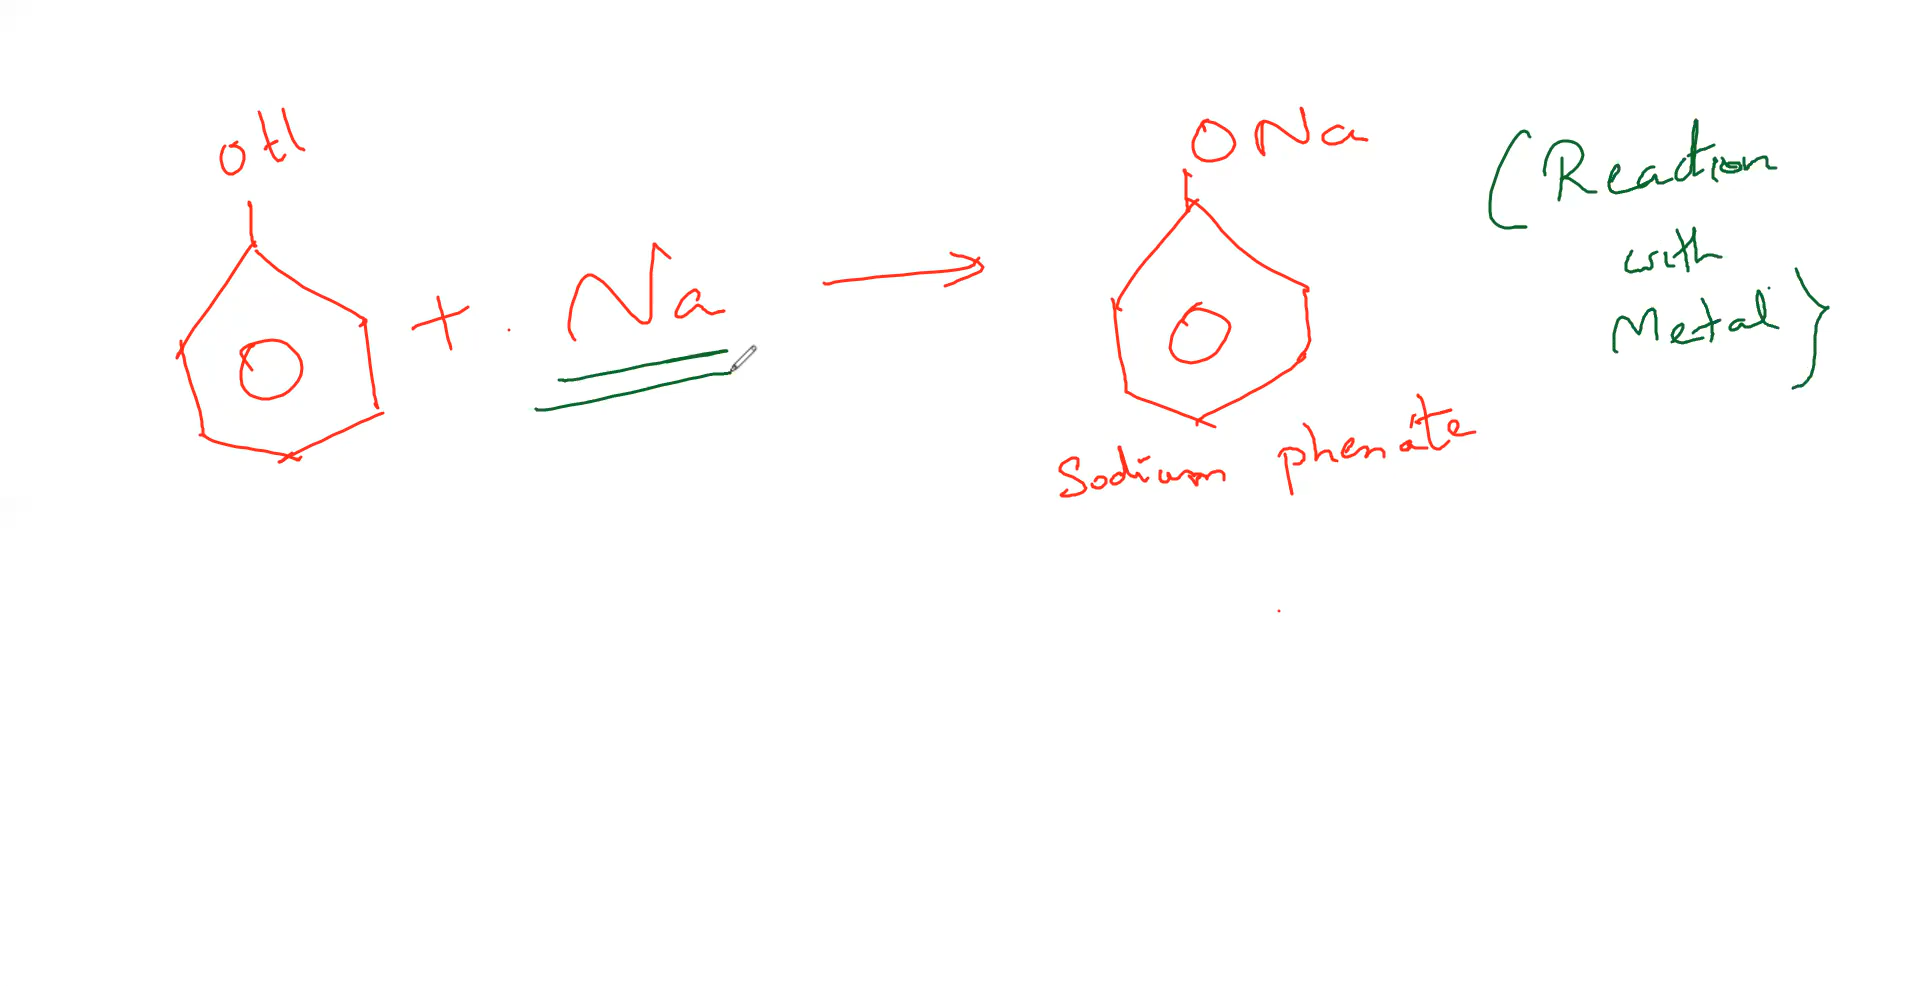 OH
+ Na
ONa
Sodium phenate
(Reaction
with
Metal)